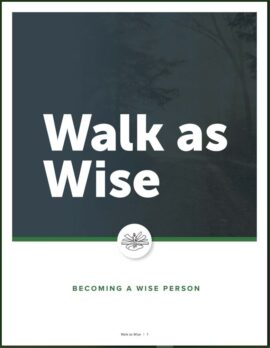 Walk as
Wise
BECOMING A WISE PERSON
Walk as Wise | 1